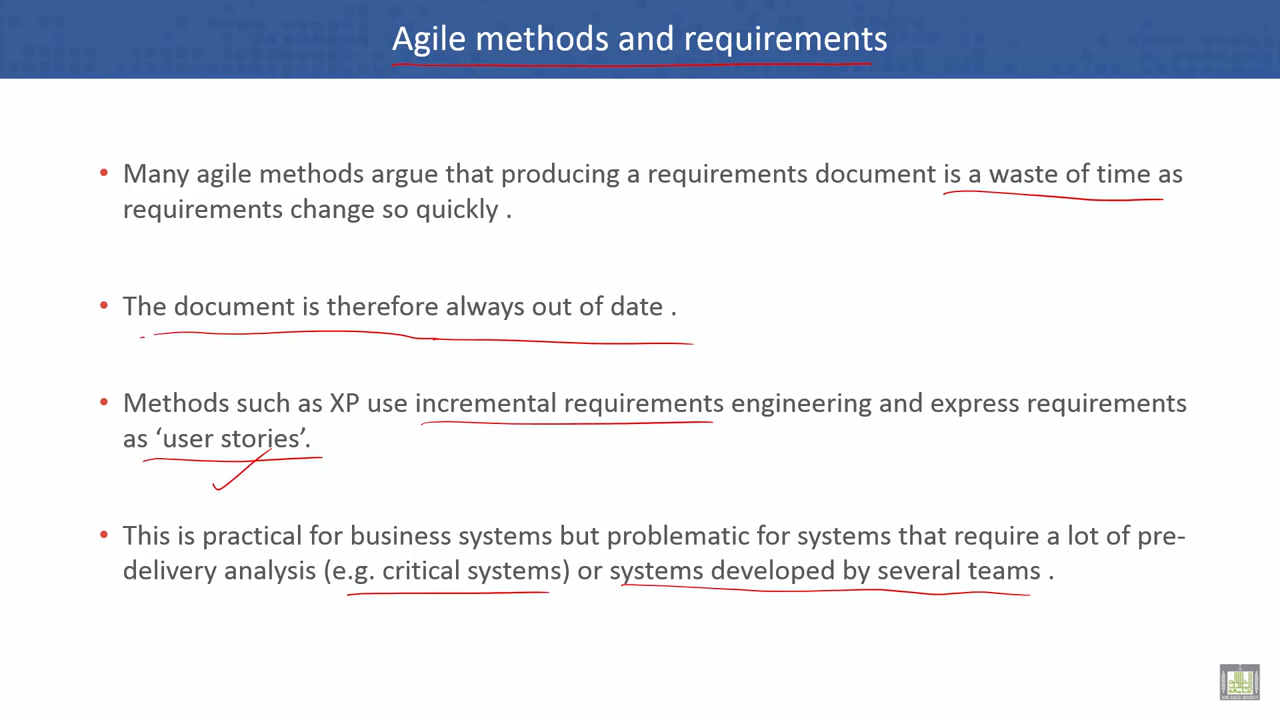 Agile methods and requirements
• Many agile methods argue that producing a requirements document is a waste of time as
requirements change so quickly .
• The document is therefore always out of date .
• Methods such as XP use incremental requirements engineering and express requirements
as ‘user stories’.
• This is practical for business systems but problematic for systems that require a lot of pre-
delivery analysis (e.g. critical systems) or systems developed by several teams .